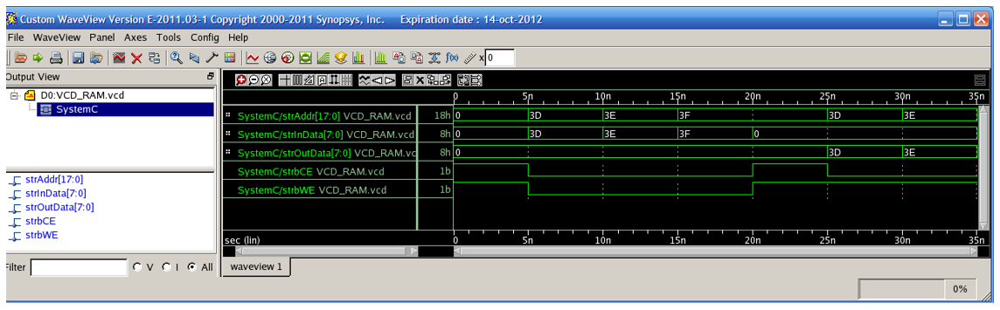 Custom WaveView Version E-2011.03-1 Copyright 2000-2011 Synopsys, Inc. Expiration date : 14-oct-2012
File WaveView Panel Axes Tools Config Help
x 0
Output View
D0:VCD_RAM.vcd
SystemC
0 5n 10n 15n 20n 25n 30n 35n
SystemC/strAddr[17:0] VCD_RAM.vcd 18h 0 3D 3E 3F 3D 3E
SystemC/strInData[7:0] VCD_RAM.vcd 8h 0 3D 3E 3F 0
SystemC/strOutData[7:0] VCD_RAM.vc 8h 0 3D 3E
SystemC/strbCE VCD_RAM.vcd 1b
SystemC/strbWE VCD_RAM.vcd 1b
strAddr[17:0]
strInData[7:0]
strOutData[7:0]
strbCE
strbWE
sec (lin) 0 5n 10n 15n 20n 25n 30n 35n
Filter V I All
waveview 1
0%